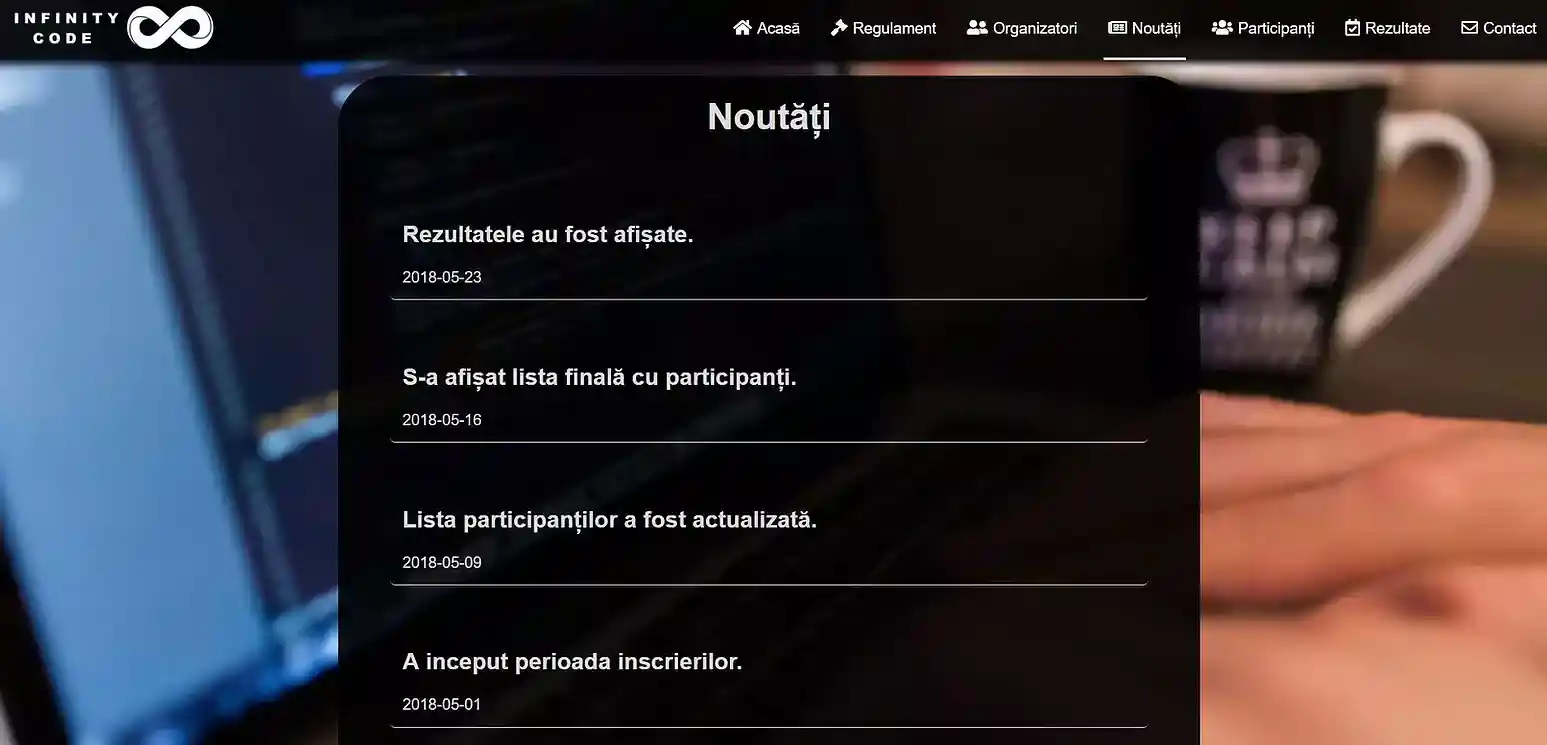 INFINITY
CODE
Acasă Regulament Organizatori Noutăți Participanți Rezultate Contact
Noutăți
Rezultatele au fost afișate.
2018-05-23
S-a afișat lista finală cu participanți.
2018-05-16
Lista participanților a fost actualizată.
2018-05-09
A inceput perioada inscrierilor.
2018-05-01